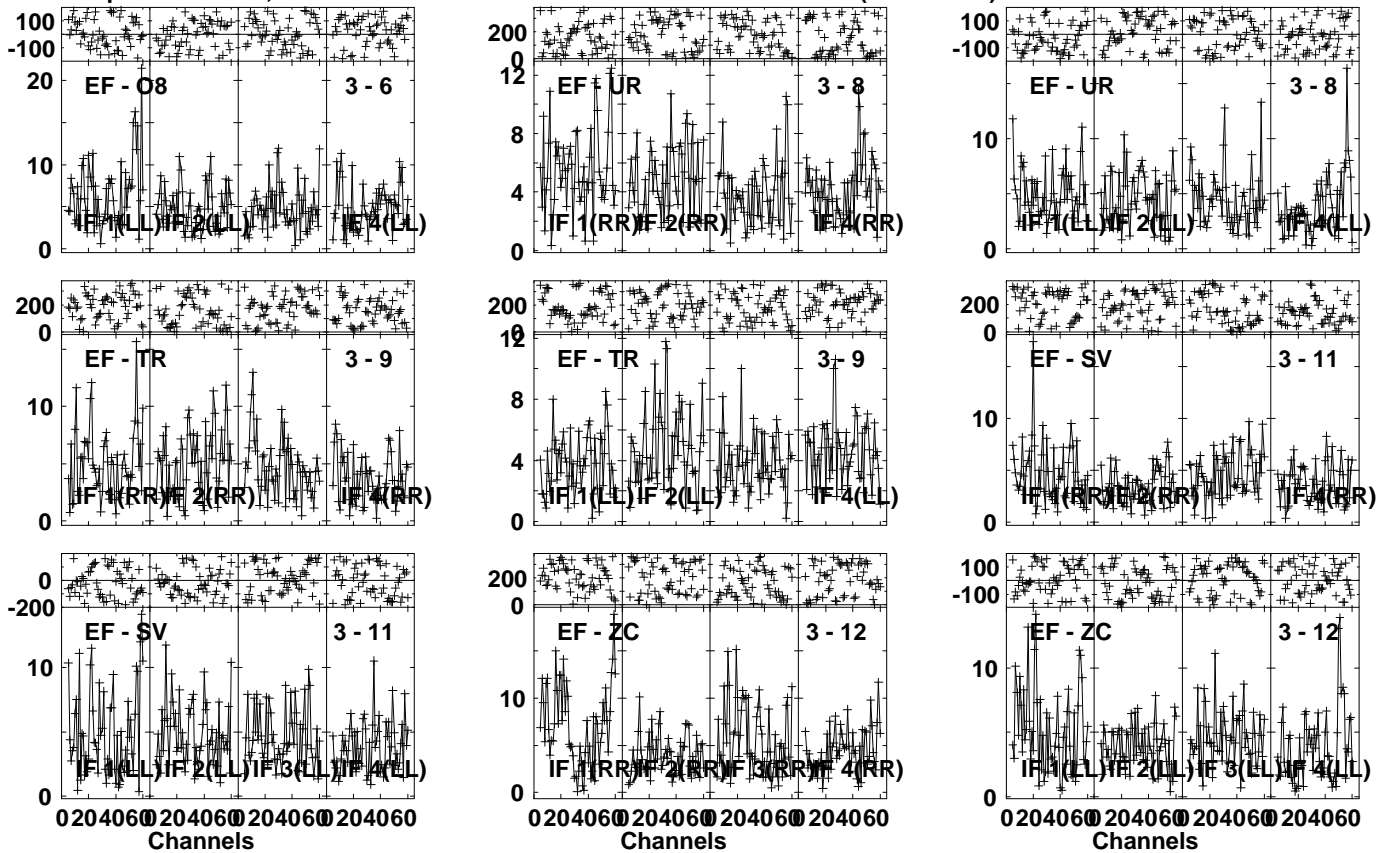 100
-100
20
EF - O8 3 - 6
10
IF 1(LL) IF 2(LL) IF 4(LL)
0
200
0
12
EF - UR 3 - 8
8
4
IF 1(RR) IF 2(RR) IF 4(RR)
0
100
-100
EF - UR 3 - 8
10
IF 1(LL) IF 2(LL) IF 4(LL)
0
200
0
EF - TR 3 - 9
10
IF 1(RR) IF 2(RR) IF 4(RR)
0
200
0
12
EF - TR 3 - 9
8
4
IF 1(LL) IF 2(LL) IF 4(LL)
0
200
0
EF - SV 3 - 11
10
IF 1(RR) IF 2(RR) IF 4(RR)
0
0
-200
EF - SV 3 - 11
10
IF 1(LL) IF 2(LL) IF 3(LL) IF 4(LL)
0
0 20 40 60 0 20 40 60 0 20 40 60 0 20 40 60
Channels
200
0
EF - ZC 3 - 12
10
IF 1(RR) IF 2(RR) IF 3(RR) IF 4(RR)
0
0 20 40 60 0 20 40 60 0 20 40 60 0 20 40 60
Channels
100
-100
EF - ZC 3 - 12
10
IF 1(LL) IF 2(LL) IF 3(LL) IF 4(LL)
0
0 20 40 60 0 20 40 60 0 20 40 60 0 20 40 60
Channels